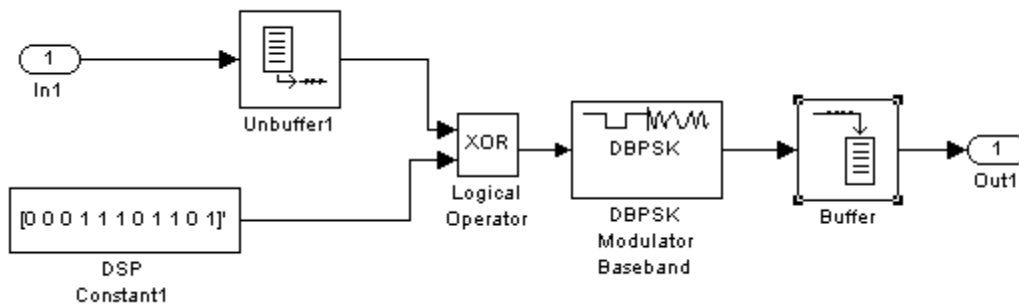 1
In1
Unbuffer1
[0 0 0 1 1 1 0 1 1 0 1]'
DSP
Constant1
XOR
Logical
Operator
DBPSK
DBPSK
Modulator
Baseband
Buffer
1
Out1